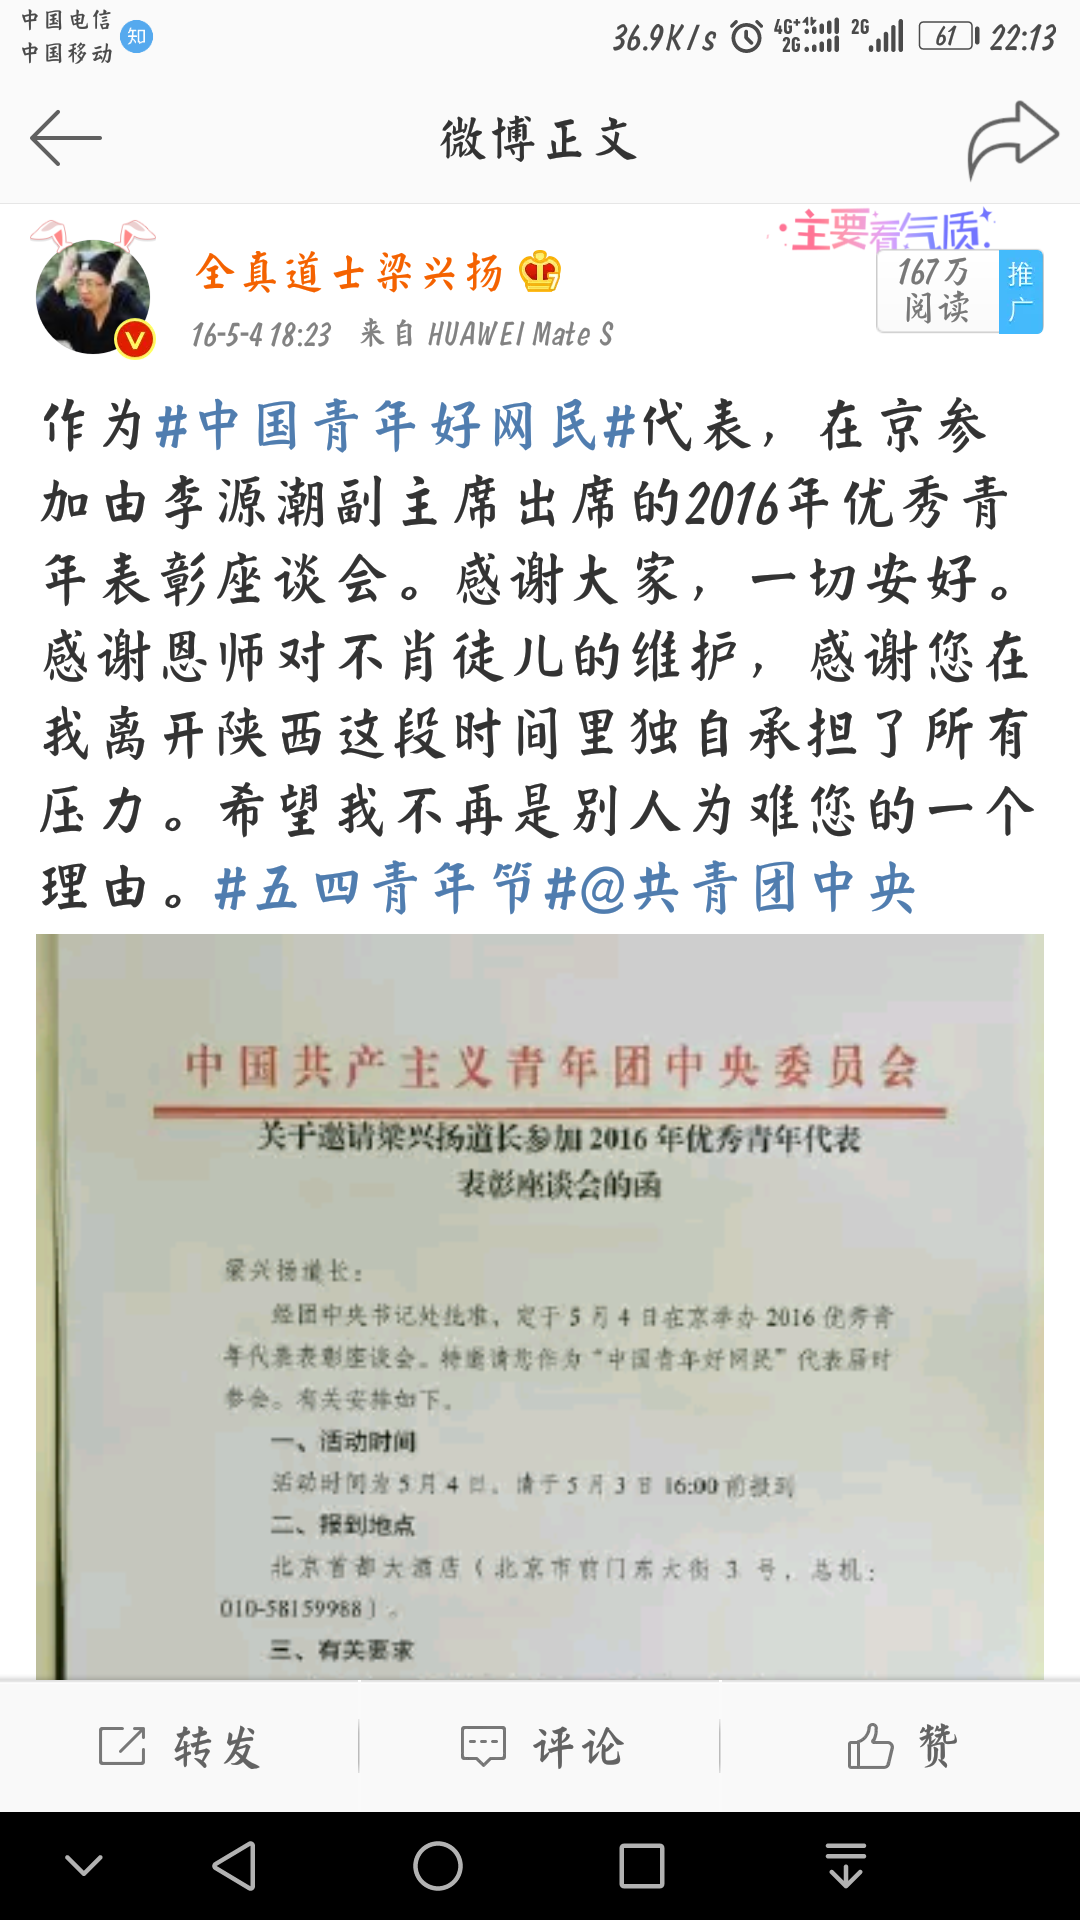 中国电信
中国移动
知
36.9K/s 4G+ 2G 2G 61 22:13
微博正文
主要看气质
全真道士梁兴扬
16-5-4 18:23 来自 HUAWEI Mate S
167万
阅读
推广
作为#中国青年好网民#代表，在京参
加由李源潮副主席出席的2016年优秀青
年表彰座谈会。感谢大家，一切安好。
感谢恩师对不肖徒儿的维护，感谢您在
我离开陕西这段时间里独自承担了所有
压力。希望我不再是别人为难您的一个
理由。#五四青年节#@共青团中央
中国共产主义青年团中央委员会
关于邀请梁兴扬道长参加2016年优秀青年代表
表彰座谈会的函
梁兴扬道长：
经团中央书记处批准，定于5月4日在京举办2016优秀青
年代表表彰座谈会。特邀请您作为“中国青年好网民”代表届时
参会。有关安排如下。
一、活动时间
活动时间为5月4日，请于5月3日16:00前报到
二、报到地点
北京首都大酒店（北京市前门东大街3号，总机：
010-58159988）。
三、有关要求
转发
评论
赞